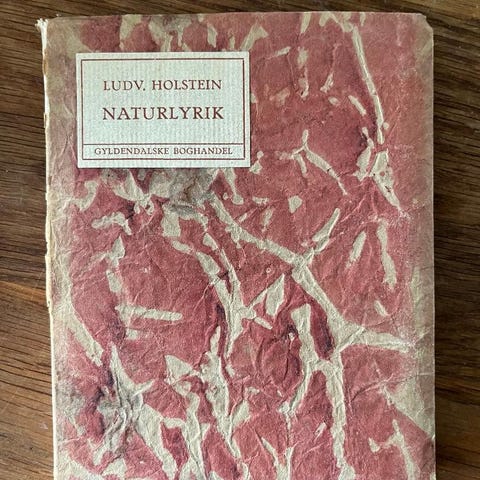 LUDV. HOLSTEIN
NATURLYRIK
GYLDENDALSKE BOGHANDEL